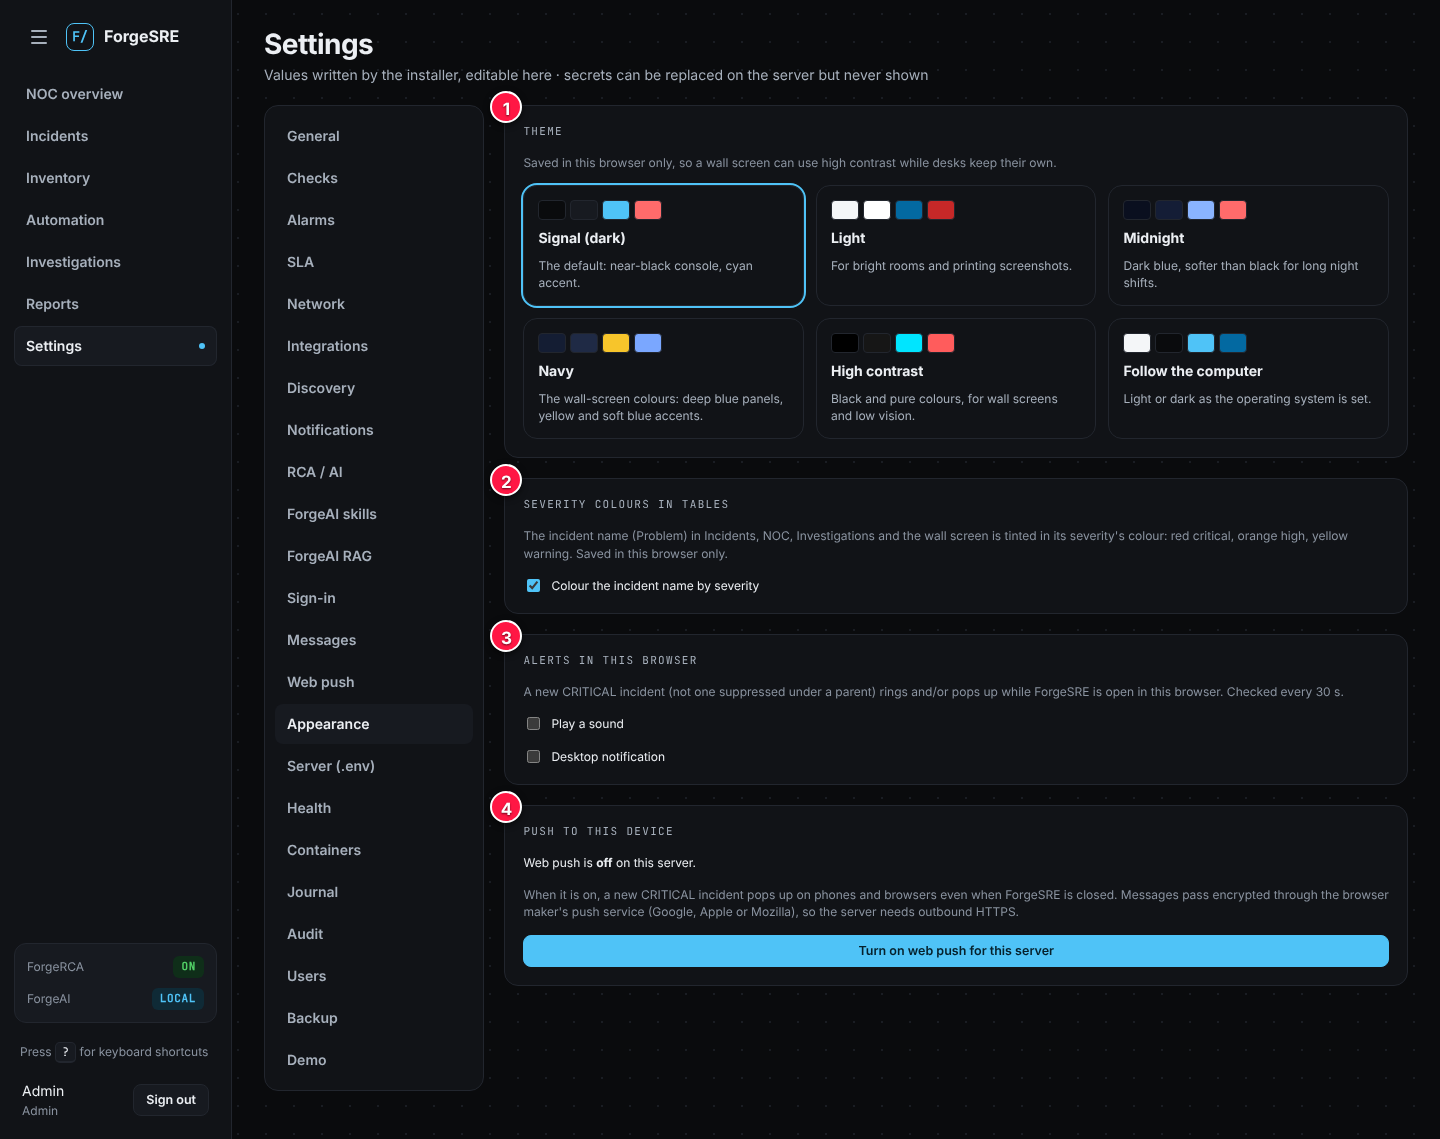 F/ ForgeSRE
NOC overview
Incidents
Inventory
Automation
Investigations
Reports
Settings
ForgeRCA ON
ForgeAI LOCAL
Press ? for keyboard shortcuts
Admin
Admin
Sign out
Settings
Values written by the installer, editable here · secrets can be replaced on the server but never shown
General
Checks
Alarms
SLA
Network
Integrations
Discovery
Notifications
RCA / AI
ForgeAI skills
ForgeAI RAG
Sign-in
Messages
Web push
Appearance
Server (.env)
Health
Containers
Journal
Audit
Users
Backup
Demo
1
THEME
Saved in this browser only, so a wall screen can use high contrast while desks keep their own.
Signal (dark)
The default: near-black console, cyan
accent.
Light
For bright rooms and printing screenshots.
Midnight
Dark blue, softer than black for long night
shifts.
Navy
The wall-screen colours: deep blue panels,
yellow and soft blue accents.
High contrast
Black and pure colours, for wall screens
and low vision.
Follow the computer
Light or dark as the operating system is set.
2
SEVERITY COLOURS IN TABLES
The incident name (Problem) in Incidents, NOC, Investigations and the wall screen is tinted in its severity's colour: red critical, orange high, yellow
warning. Saved in this browser only.
Colour the incident name by severity
3
ALERTS IN THIS BROWSER
A new CRITICAL incident (not one suppressed under a parent) rings and/or pops up while ForgeSRE is open in this browser. Checked every 30 s.
Play a sound
Desktop notification
4
PUSH TO THIS DEVICE
Web push is off on this server.
When it is on, a new CRITICAL incident pops up on phones and browsers even when ForgeSRE is closed. Messages pass encrypted through the browser
maker's push service (Google, Apple or Mozilla), so the server needs outbound HTTPS.
Turn on web push for this server